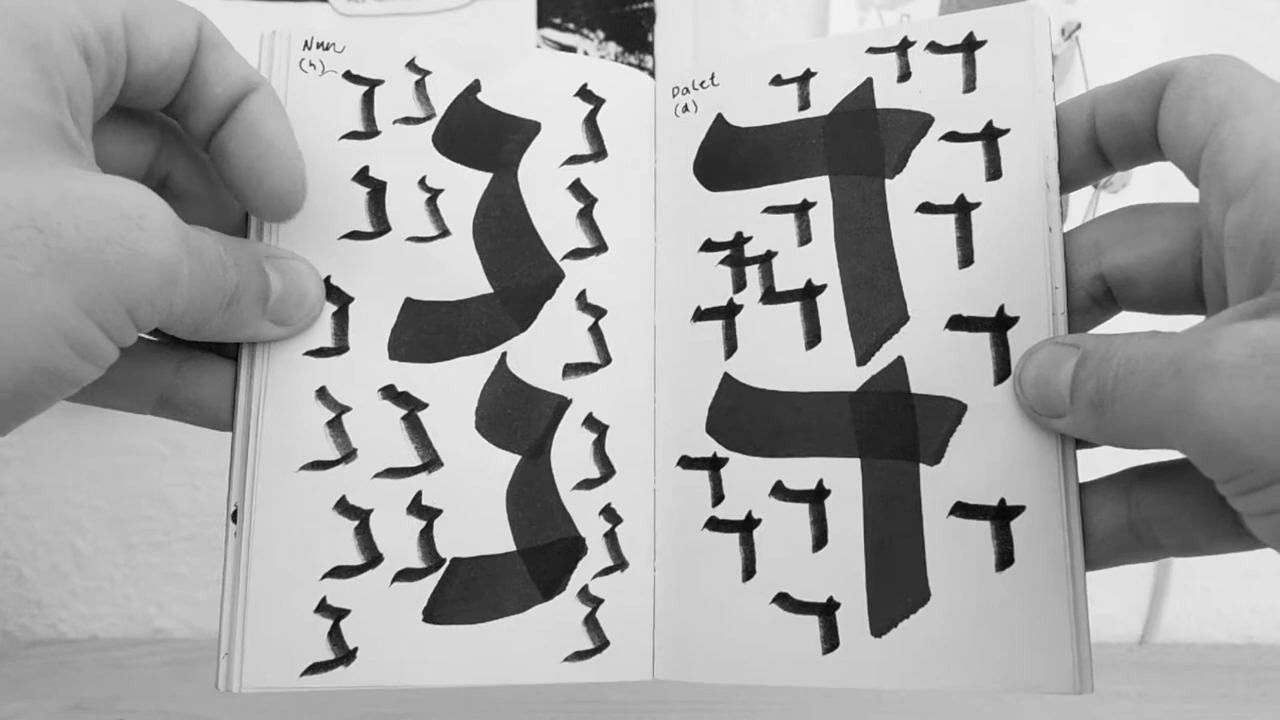 Nun
(n)
נ נ נ נ
נ נ נ
נ נ
נ נ נ נ
נ נ נ
נ נ
Dalet
(d)
ד ד ד
ד ד
ד ד
ד ד
ד ד ד
ד
ד ד
ד ד
ד